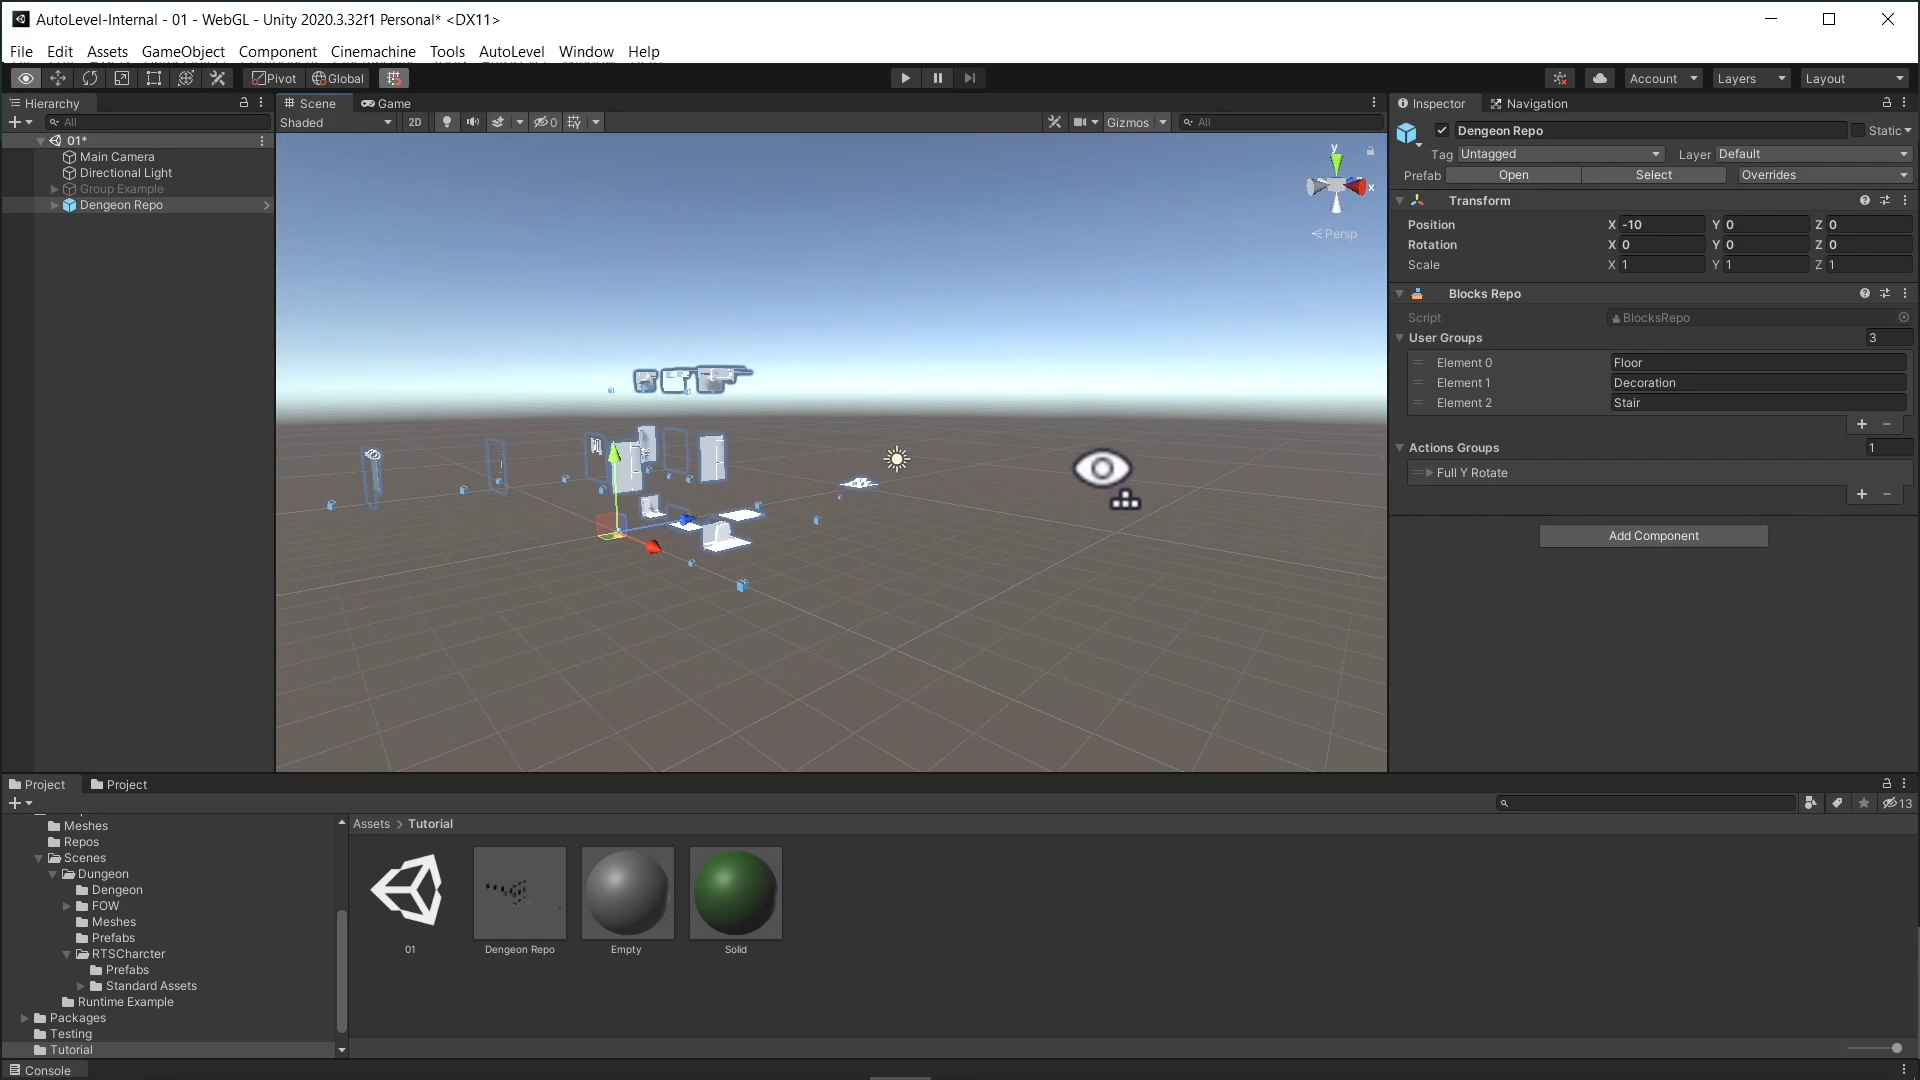 AutoLevel-Internal - 01 - WebGL - Unity 2020.3.32f1 Personal* <DX11>
File Edit Assets GameObject Component Cinemachine Tools AutoLevel Window Help
Pivot Global Account Layers Layout
Hierarchy
All
01*
Main Camera
Directional Light
Group Example
Dengeon Repo
Scene Game
Shaded 2D 0 Gizmos All
y
x
Persp
Inspector Navigation
Dengeon Repo Static
Tag Untagged Layer Default
Prefab Open Select Overrides
Transform
Position X -10 Y 0 Z 0
Rotation X 0 Y 0 Z 0
Scale X 1 Y 1 Z 1
Blocks Repo
Script BlocksRepo
User Groups 3
Element 0 Floor
Element 1 Decoration
Element 2 Stair
Actions Groups 1
Full Y Rotate
Add Component
Project Project
13
Meshes
Repos
Scenes
Dungeon
Dengeon
FOW
Meshes
Prefabs
RTSCharcter
Prefabs
Standard Assets
Runtime Example
Packages
Testing
Tutorial
Assets > Tutorial
01 Dengeon Repo Empty Solid
Console